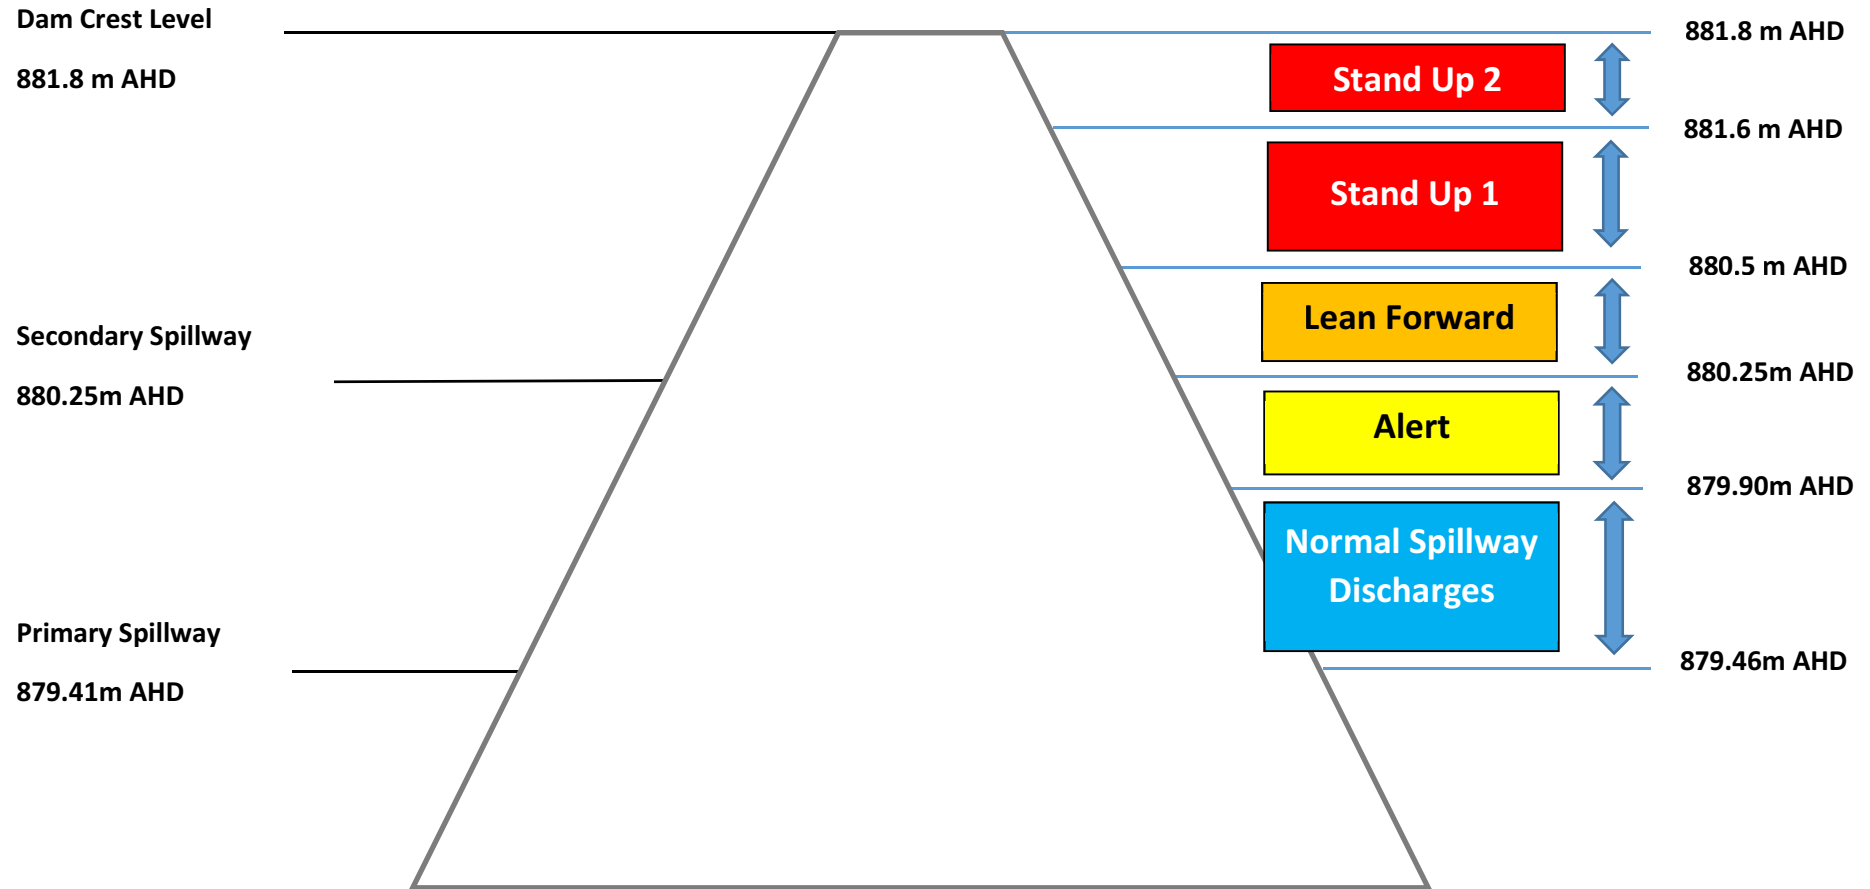 Dam Crest Level
881.8 m AHD
Secondary Spillway
880.25m AHD
Primary Spillway
879.41m AHD
Stand Up 2
Stand Up 1
Lean Forward
Alert
Normal Spillway
Discharges
881.8 m AHD
881.6 m AHD
880.5 m AHD
880.25m AHD
879.90m AHD
879.46m AHD